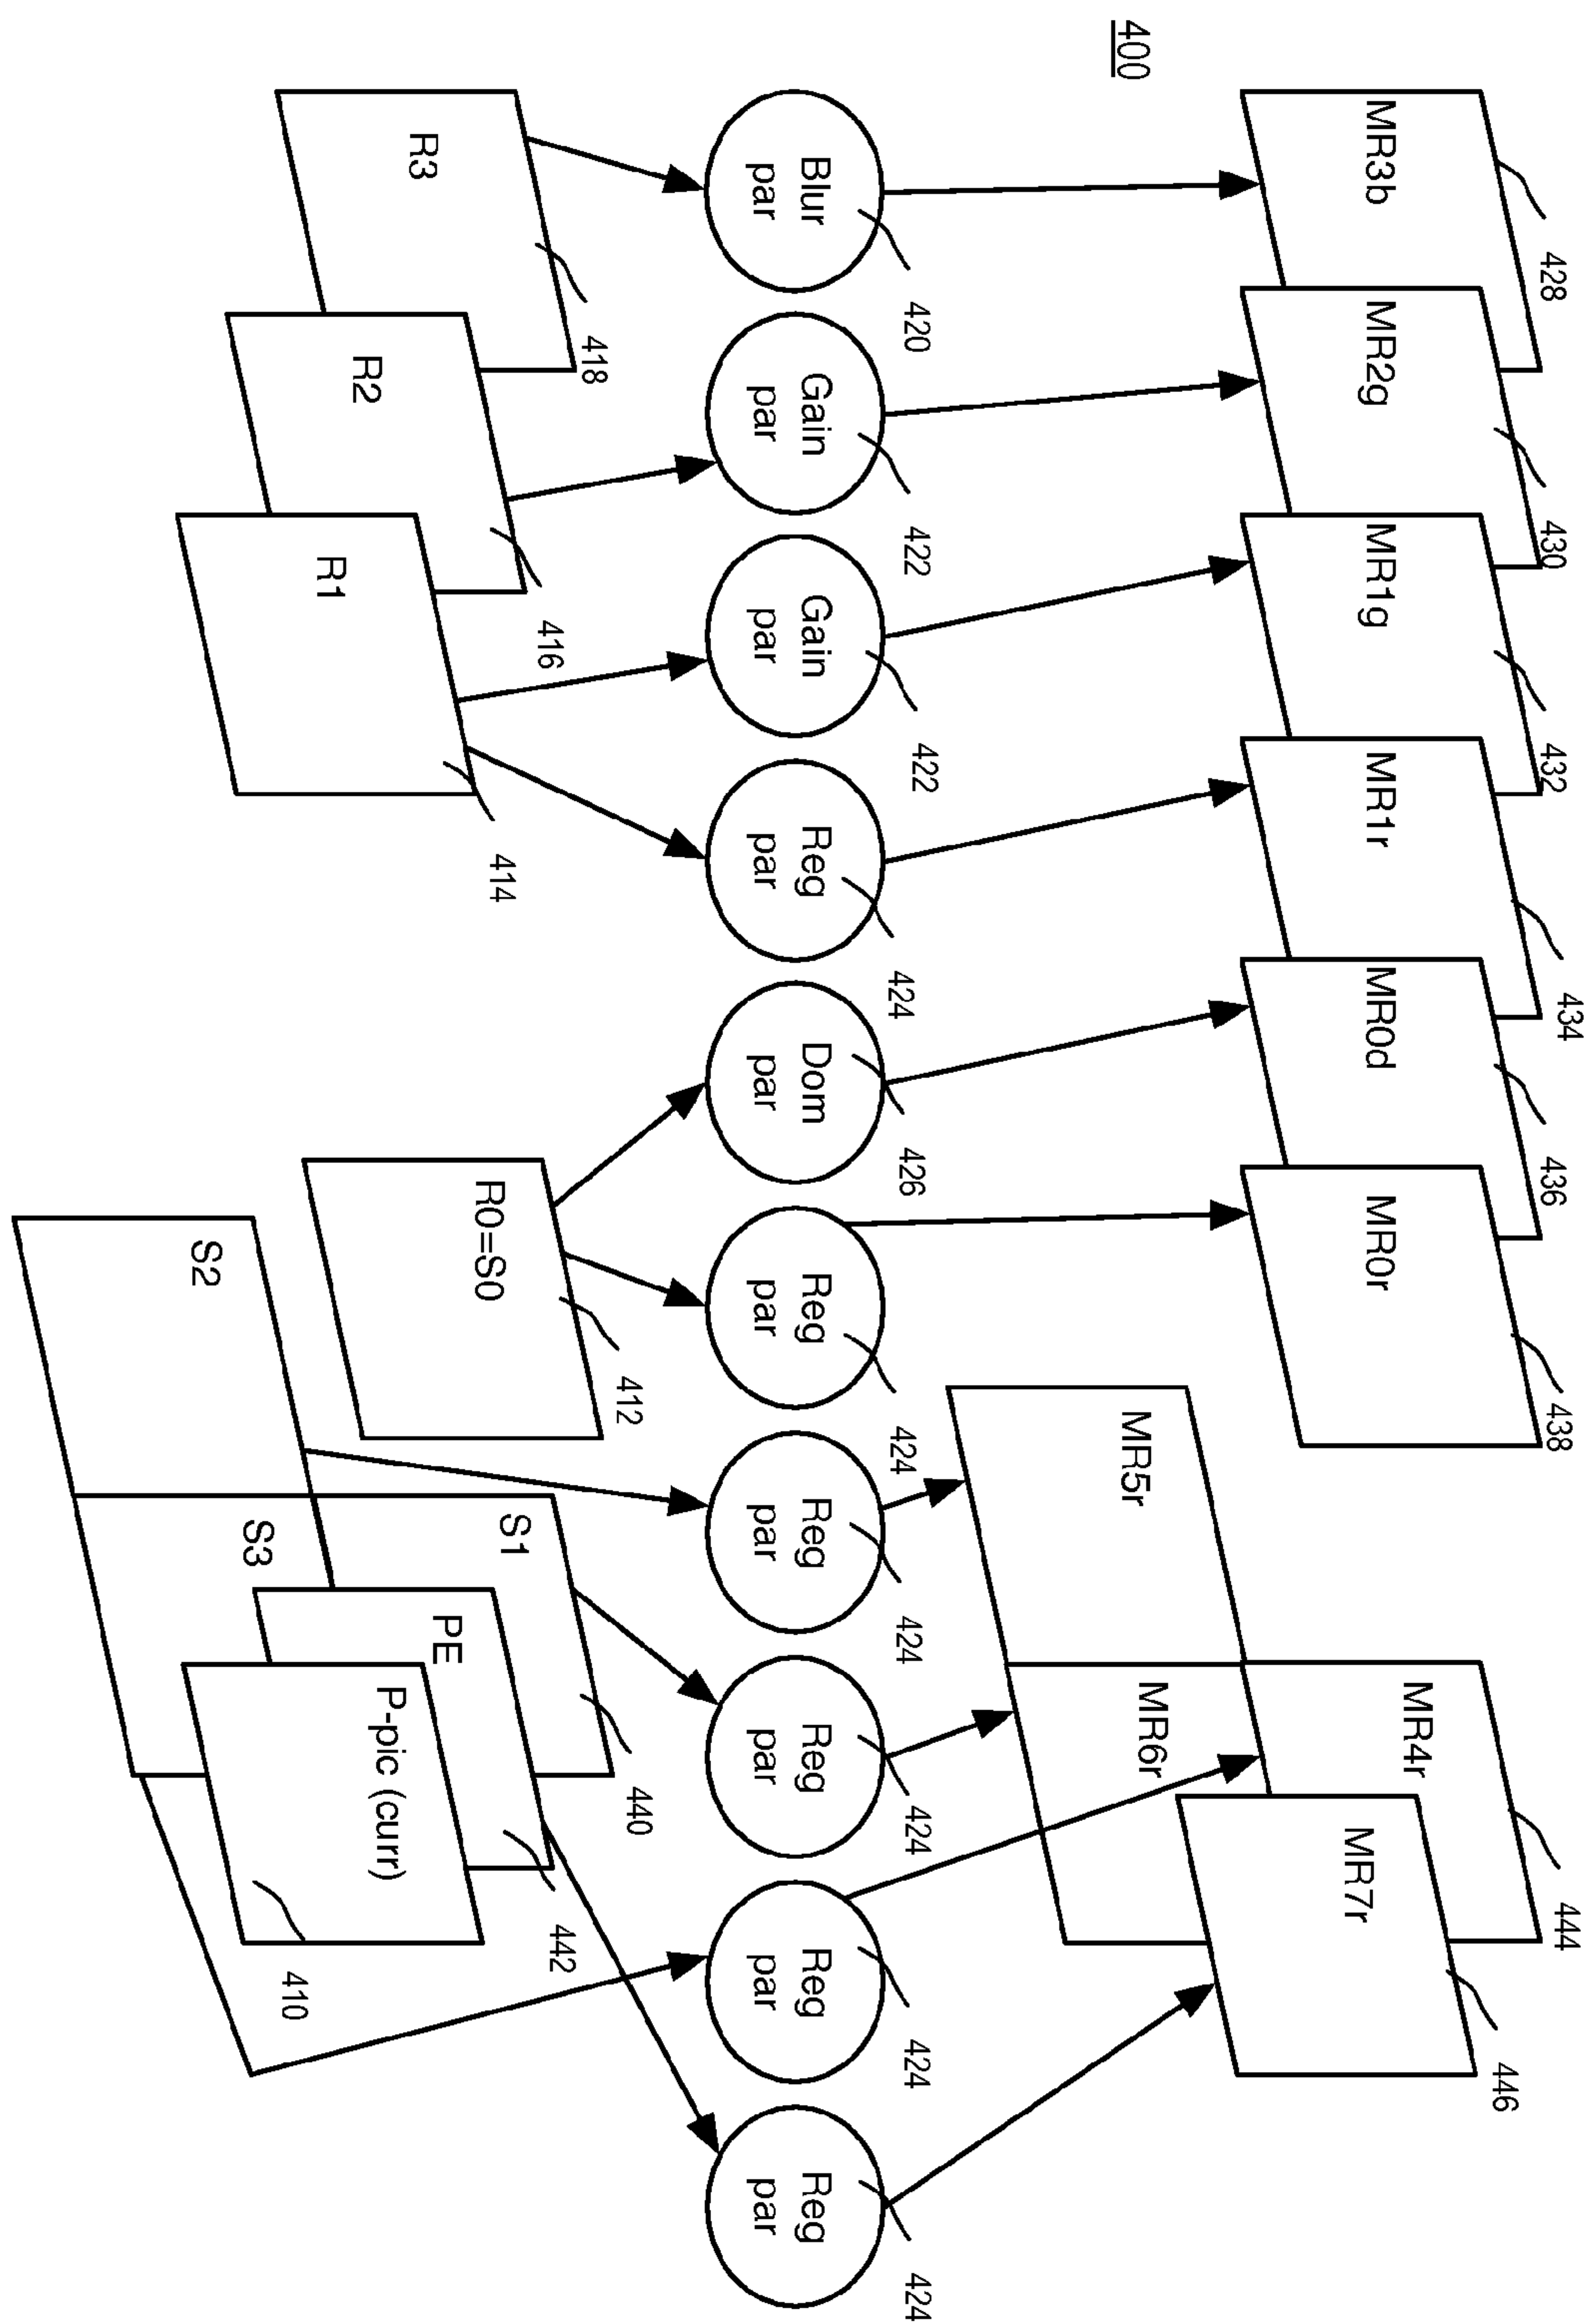 400
MR3b
428
MR2g
430
MR1g
432
MR1r
434
MR0d
436
MR0r
438
MR4r
444
MR5r
MR6r
MR7r
446
Blur
par
420
Gain
par
422
Gain
par
422
Reg
par
424
Dom
par
426
Reg
par
424
Reg
par
424
Reg
par
424
Reg
par
424
Reg
par
424
R3
418
R2
416
R1
414
R0=S0
412
S1
440
S2
S3
PE
442
P-pic (curr)
410